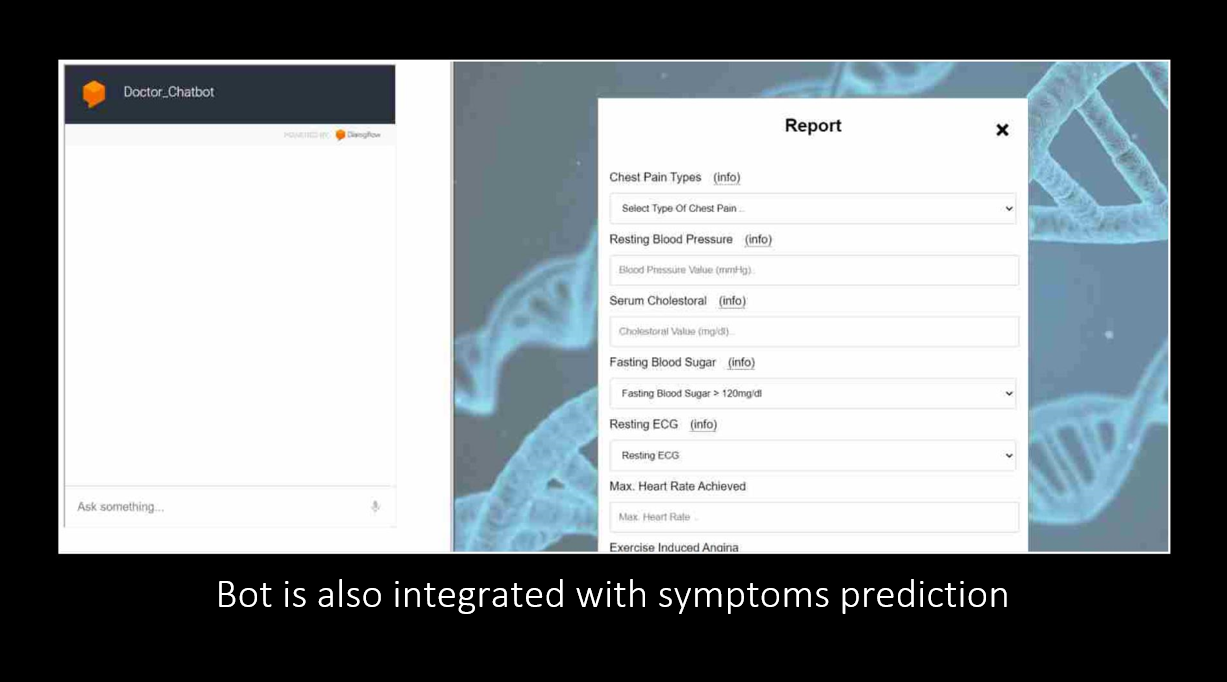 Doctor_Chatbot
POWERED BY Dialogflow
Ask something...
Report
Chest Pain Types (info)
Select Type Of Chest Pain ..
Resting Blood Pressure (info)
Blood Pressure Value (mmHg)..
Serum Cholestoral (info)
Cholestoral Value (mg/dl)..
Fasting Blood Sugar (info)
Fasting Blood Sugar > 120mg/dl
Resting ECG (info)
Resting ECG
Max. Heart Rate Achieved
Max. Heart Rate ..
Exercise Induced Angina
Bot is also integrated with symptoms prediction